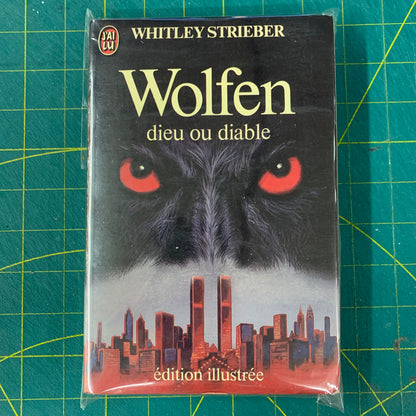 J'AI
LU
WHITLEY STRIEBER
Wolfen
dieu ou diable
édition illustrée